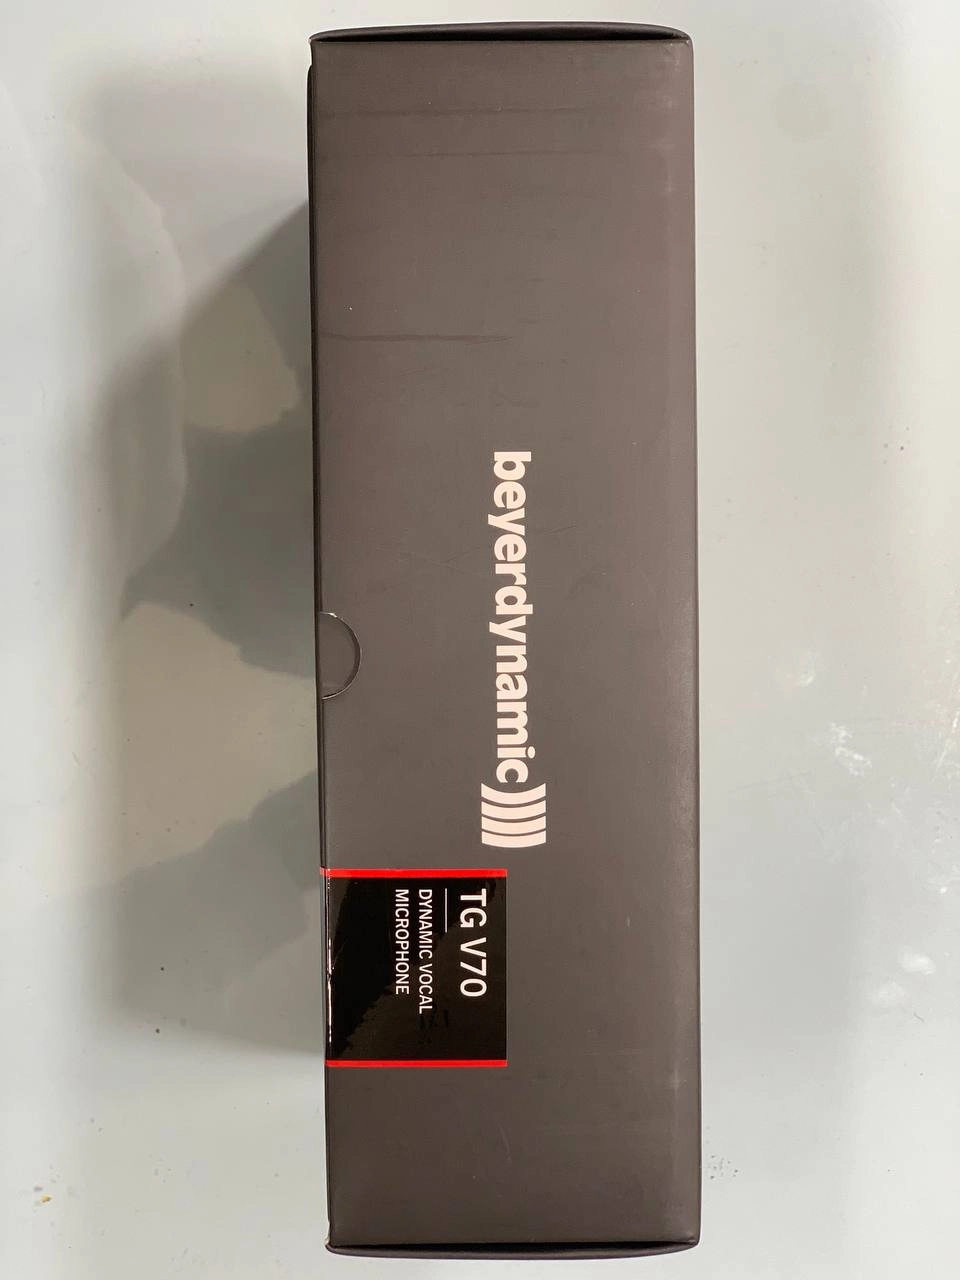 beyerdynamic
TG V70
DYNAMIC VOCAL
MICROPHONE